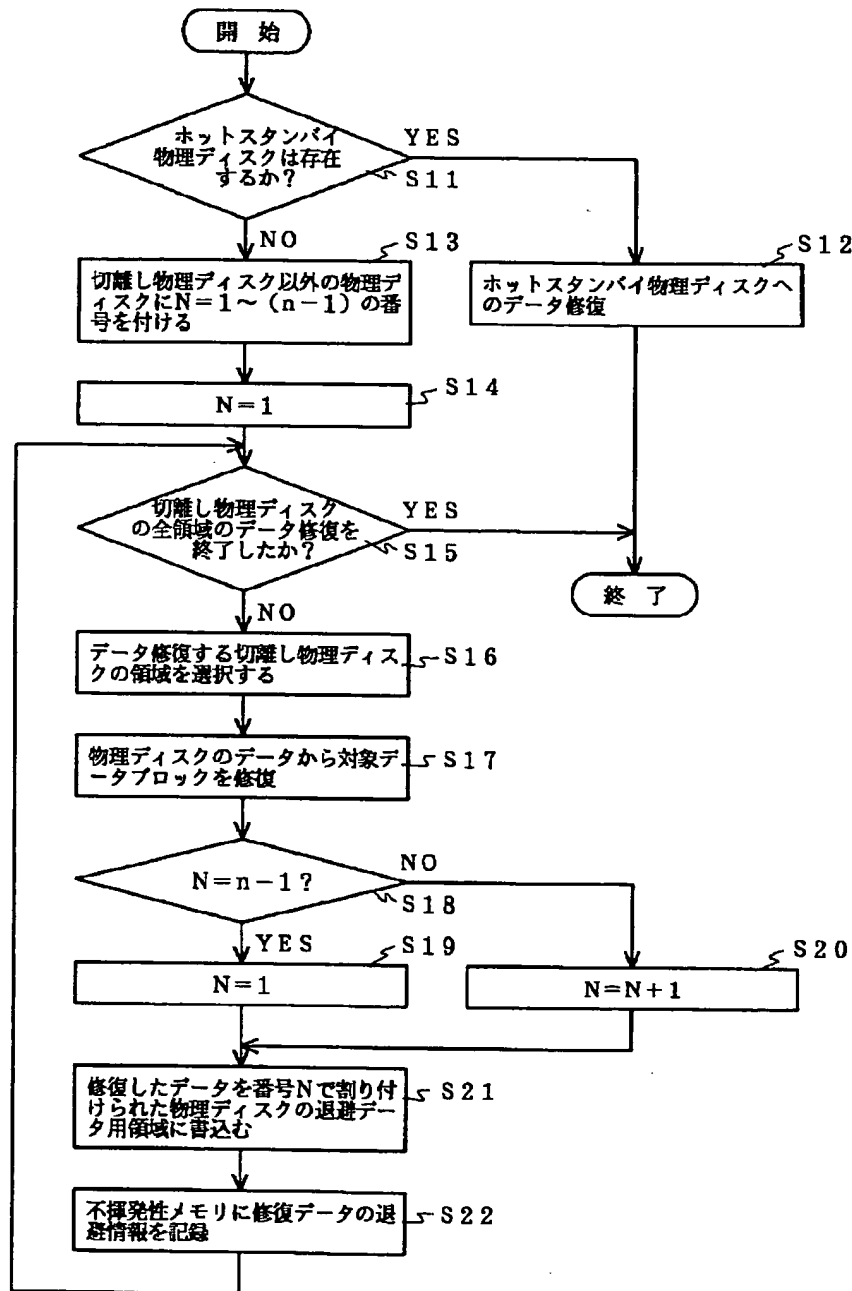 開始
ホットスタンバイ
物理ディスクは存在
するか?
YES
S11
NO
S13
切離し物理ディスク以外の物理デ
ィスクにN=1~(n-1)の番
号を付ける
S12
ホットスタンバイ物理ディスクへ
のデータ修復
S14
N=1
切離し物理ディスク
の全領域のデータ修復を
終了したか?
YES
S15
NO
終了
データ修復する切離し物理ディス
クの領域を選択する
S16
物理ディスクのデータから対象デ
ータブロックを修復
S17
N=n-1?
NO
S18
YES
S19
N=1
S20
N=N+1
修復したデータを番号Nで割り付
けられた物理ディスクの退避デー
タ用領域に書込む
S21
不揮発性メモリに修復データの退
避情報を記録
S22